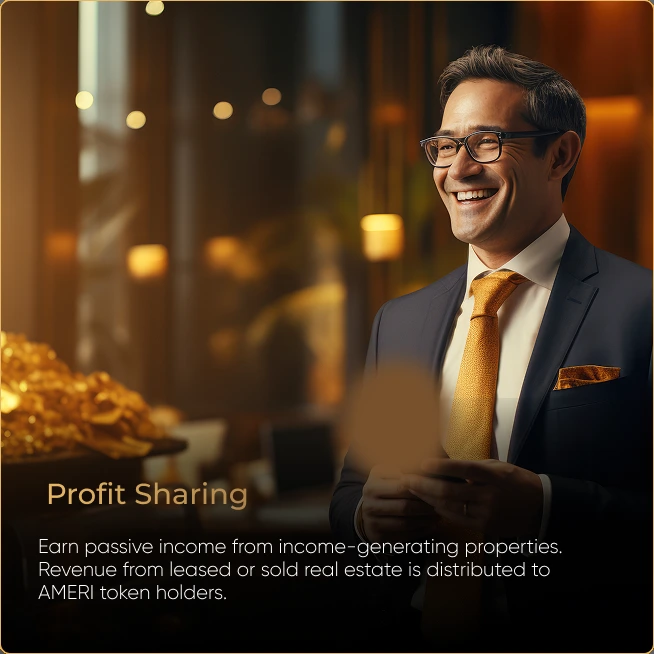 Profit Sharing
Earn passive income from income-generating properties.
Revenue from leased or sold real estate is distributed to
AMERI token holders.